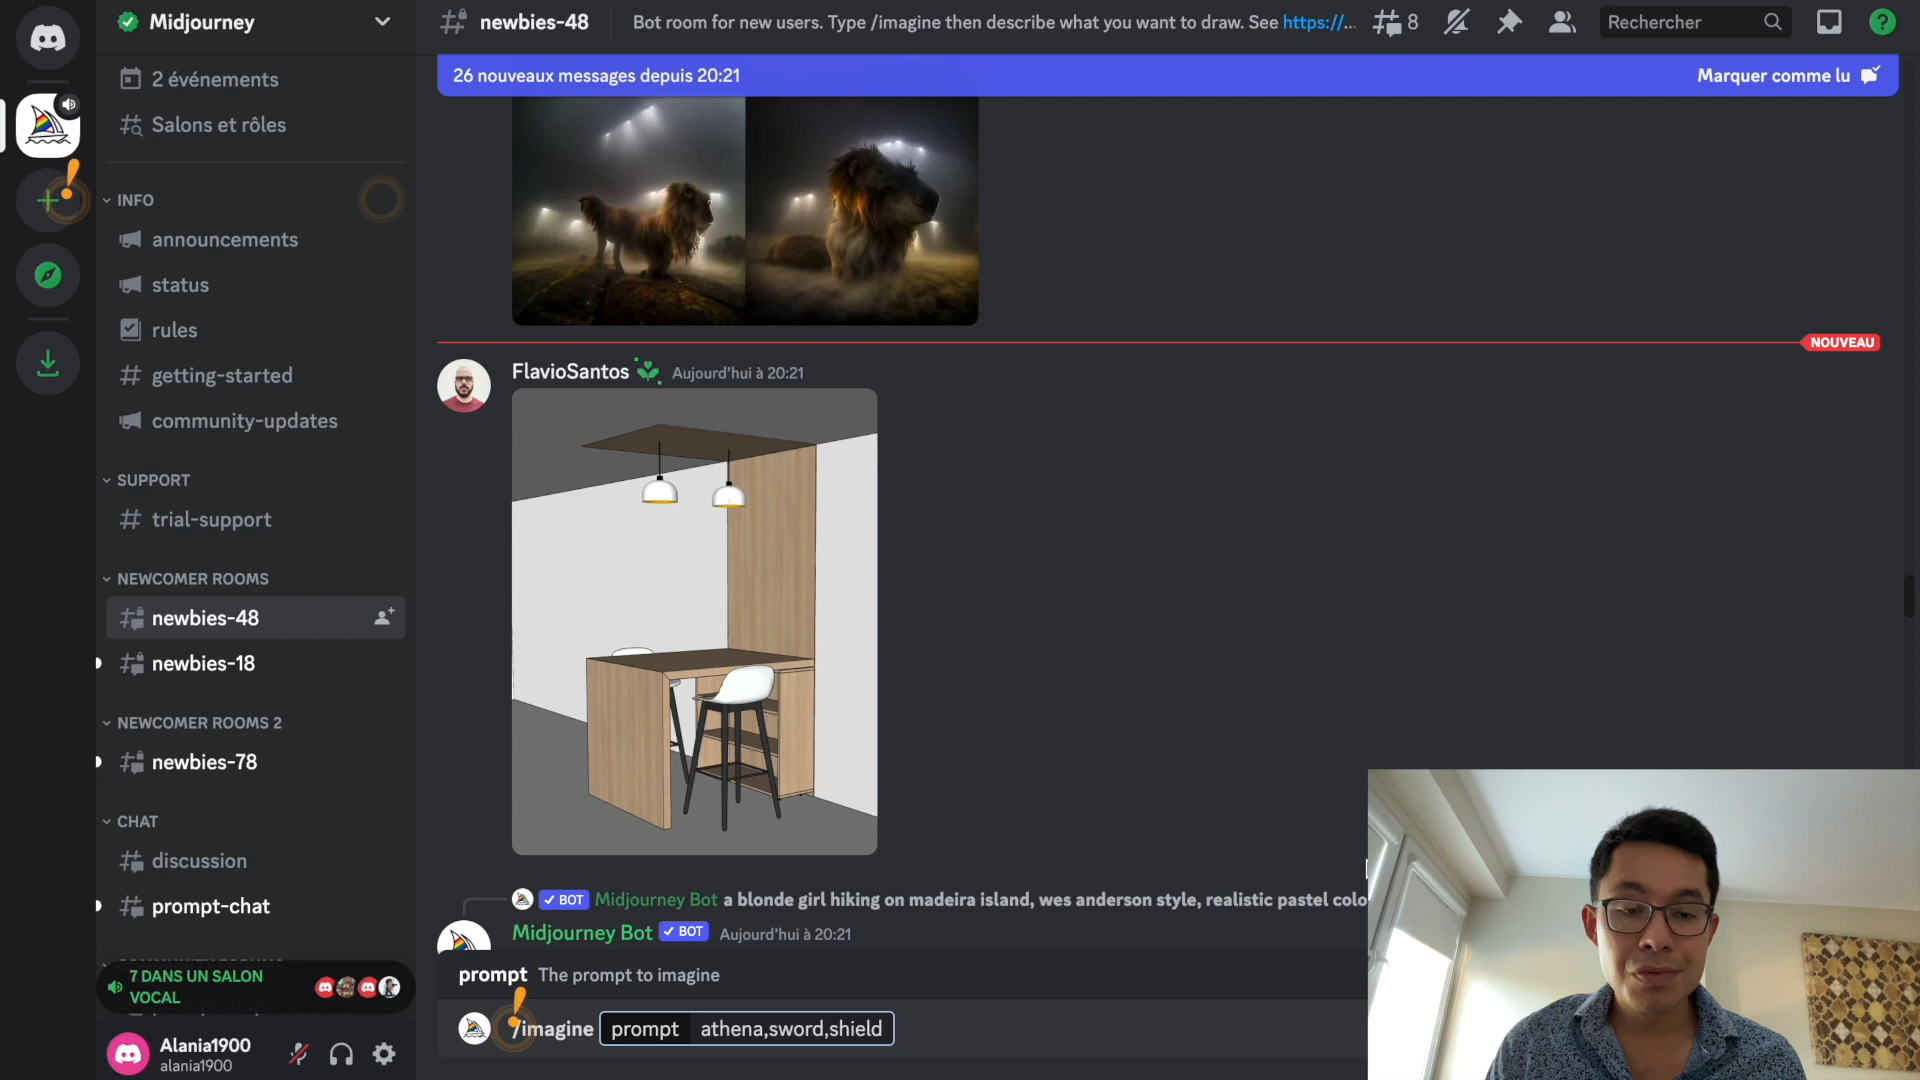 Midjourney
2 événements
Salons et rôles
INFO
announcements
status
rules
getting-started
community-updates
SUPPORT
trial-support
NEWCOMER ROOMS
newbies-48
newbies-18
NEWCOMER ROOMS 2
newbies-78
CHAT
discussion
prompt-chat
7 DANS UN SALON
VOCAL
Alania1900
alania1900
newbies-48
Bot room for new users. Type /imagine then describe what you want to draw. See https://...
8
Rechercher
26 nouveaux messages depuis 20:21
Marquer comme lu
NOUVEAU
FlavioSantos Aujourd'hui à 20:21
BOT Midjourney Bot a blonde girl hiking on madeira island, wes anderson style, realistic pastel colo
Midjourney Bot BOT Aujourd'hui à 20:21
prompt The prompt to imagine
/imagine prompt athena,sword,shield